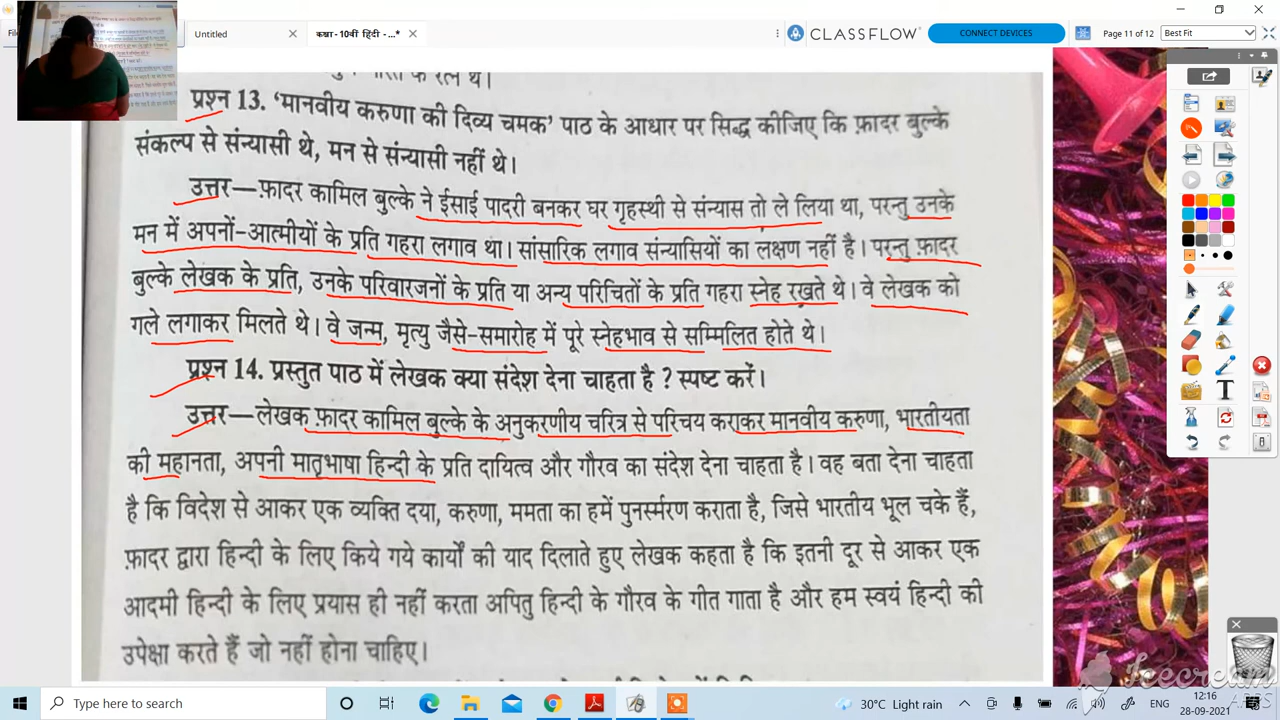 Untitled
कक्षा - 10वीं हिंदी -...
CLASSFLOW
CONNECT DEVICES
Page 11 of 12
Best Fit
प्रश्न 13. ‘मानवीय करुणा की दिव्य चमक’ पाठ के आधार पर सिद्ध कीजिए कि फ़ादर बुल्के
संकल्प से संन्यासी थे, मन से संन्यासी नहीं थे।
उत्तर—फ़ादर कामिल बुल्के ने ईसाई पादरी बनकर घर गृहस्थी से संन्यास तो ले लिया था, परन्तु उनके
मन में अपनों-आत्मीयों के प्रति गहरा लगाव था। सांसारिक लगाव संन्यासियों का लक्षण नहीं है। परन्तु फ़ादर
बुल्के लेखक के प्रति, उनके परिवारजनों के प्रति या अन्य परिचितों के प्रति गहरा स्नेह रखते थे। वे लेखक को
गले लगाकर मिलते थे। वे जन्म, मृत्यु जैसे-समारोह में पूरे स्नेहभाव से सम्मिलित होते थे।
प्रश्न 14. प्रस्तुत पाठ में लेखक क्या संदेश देना चाहता है ? स्पष्ट करें।
उत्तर—लेखक फ़ादर कामिल बुल्के के अनुकरणीय चरित्र से परिचय कराकर मानवीय करुणा, भारतीयता
की महानता, अपनी मातृभाषा हिन्दी के प्रति दायित्व और गौरव का संदेश देना चाहता है। वह बता देना चाहता
है कि विदेश से आकर एक व्यक्ति दया, करुणा, ममता का हमें पुनर्स्मरण कराता है, जिसे भारतीय भूल चके हैं,
फ़ादर द्वारा हिन्दी के लिए किये गये कार्यों की याद दिलाते हुए लेखक कहता है कि इतनी दूर से आकर एक
आदमी हिन्दी के लिए प्रयास ही नहीं करता अपितु हिन्दी के गौरव के गीत गाता है और हम स्वयं हिन्दी की
उपेक्षा करते हैं जो नहीं होना चाहिए।
Icecream
APPS
Type here to search
30°C Light rain
ENG
12:16
28-09-2021